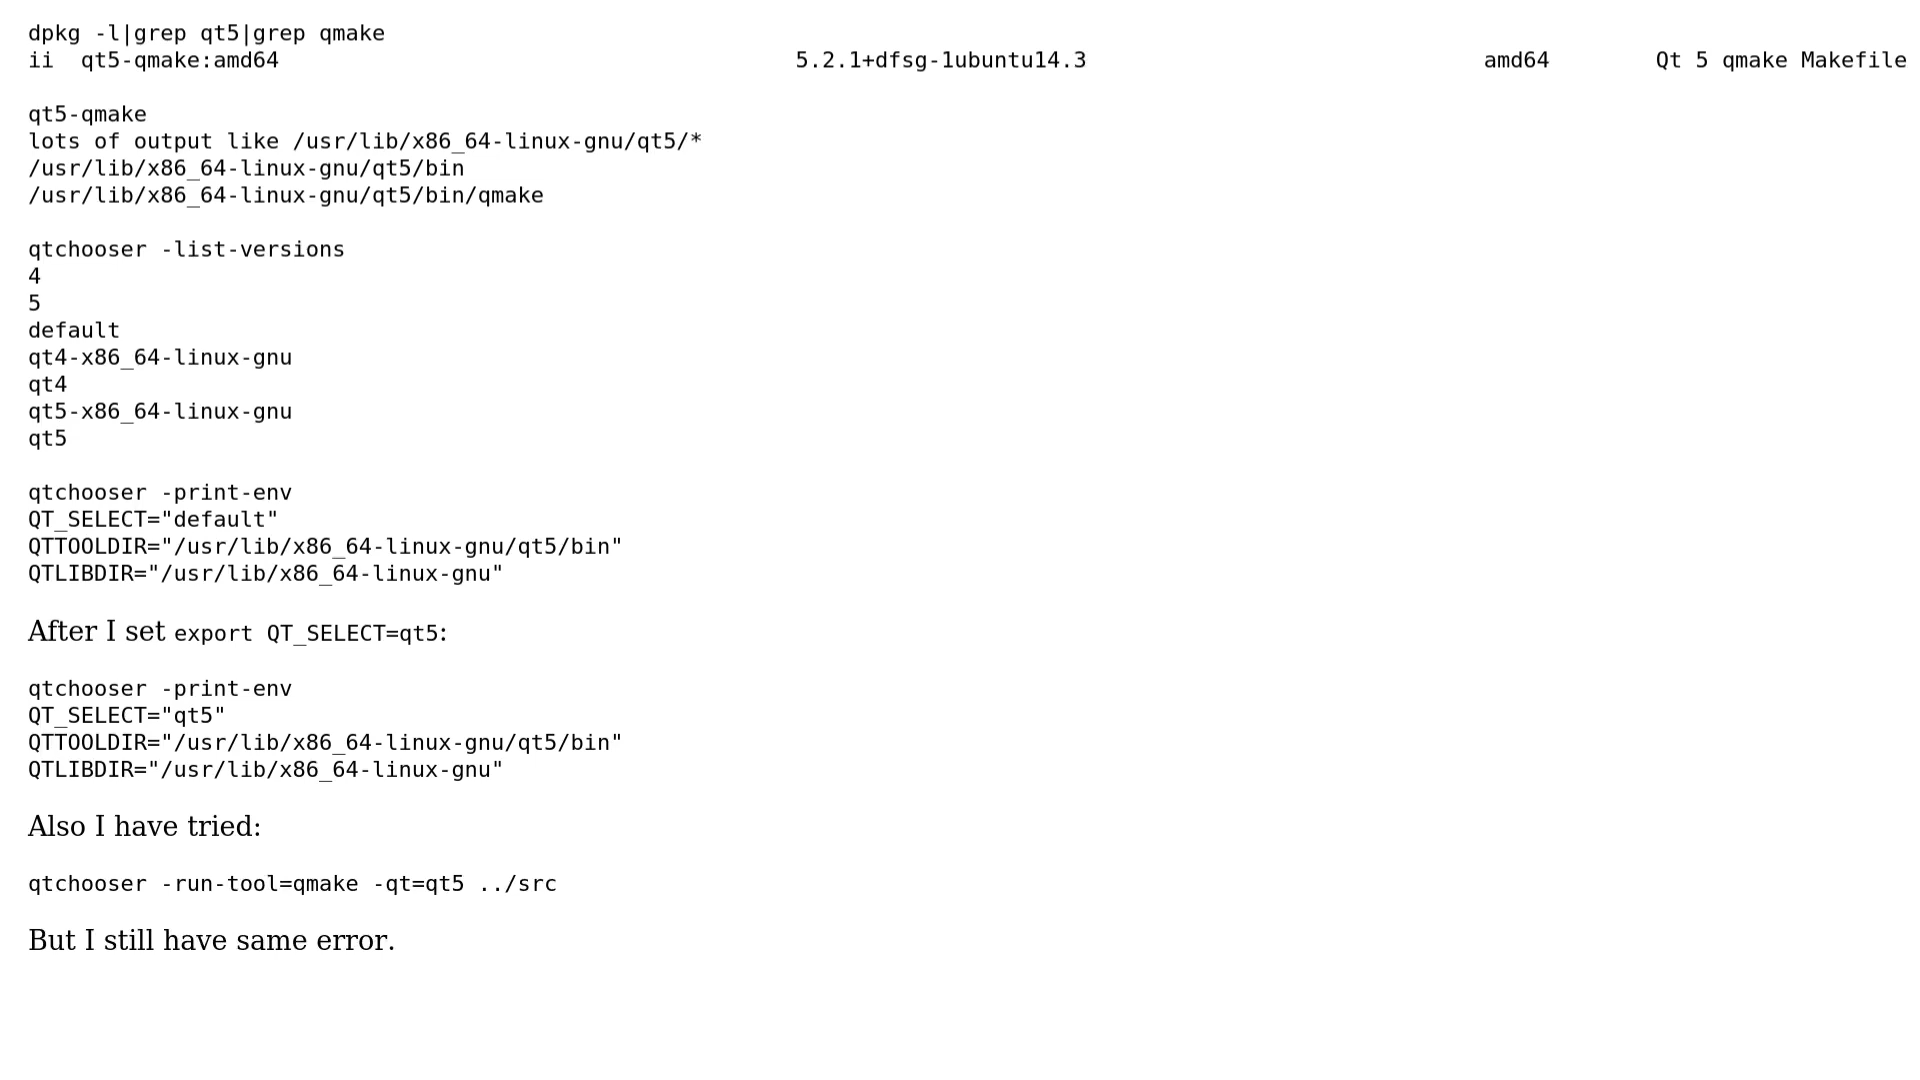 dpkg -l|grep qt5|grep qmake
ii  qt5-qmake:amd64                                       5.2.1+dfsg-1ubuntu14.3                              amd64        Qt 5 qmake Makefile
qt5-qmake
lots of output like /usr/lib/x86_64-linux-gnu/qt5/*
/usr/lib/x86_64-linux-gnu/qt5/bin
/usr/lib/x86_64-linux-gnu/qt5/bin/qmake
qtchooser -list-versions
4
5
default
qt4-x86_64-linux-gnu
qt4
qt5-x86_64-linux-gnu
qt5
qtchooser -print-env
QT_SELECT="default"
QTTOOLDIR="/usr/lib/x86_64-linux-gnu/qt5/bin"
QTLIBDIR="/usr/lib/x86_64-linux-gnu"
After I set export QT_SELECT=qt5:
qtchooser -print-env
QT_SELECT="qt5"
QTTOOLDIR="/usr/lib/x86_64-linux-gnu/qt5/bin"
QTLIBDIR="/usr/lib/x86_64-linux-gnu"
Also I have tried:
qtchooser -run-tool=qmake -qt=qt5 ../src
But I still have same error.